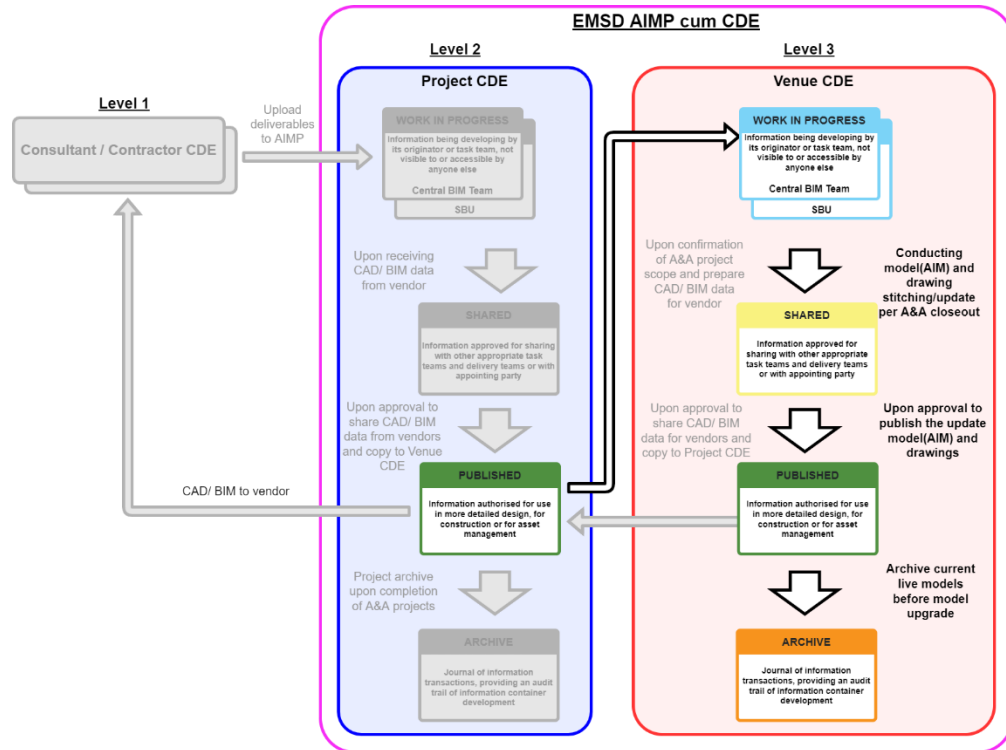 EMSD AIMP cum CDE
Level 2
Level 3
Project CDE
Venue CDE
Level 1
Consultant / Contractor CDE
Upload
deliverables
to AIMP
WORK IN PROGRESS
Information being developing by
its originator or task team, not
visible to or accessible by
anyone else
Central BIM Team
SBU
WORK IN PROGRESS
Information being developing by
its originator or task team, not
visible to or accessible by
anyone else
Central BIM Team
SBU
Upon receiving
CAD/ BIM data
from vendor
Upon confirmation
of A&A project
scope and prepare
CAD/ BIM data
for vendor
Conducting
model(AIM) and
drawing
stitching/update
per A&A closeout
SHARED
Information approved for sharing
with other appropriate task
teams and delivery teams or with
appointing party
SHARED
Information approved for
sharing with other appropriate
task teams and delivery teams
or with appointing party
Upon approval to
share CAD/ BIM
data from vendors
and copy to Venue
CDE
Upon approval to
share CAD/ BIM
data for vendors and
copy to Project CDE
Upon approval to
publish the update
model(AIM) and
drawings
CAD/ BIM to vendor
PUBLISHED
Information authorised for use
in more detailed design, for
construction or for asset
management
PUBLISHED
Information authorised for use
in more detailed design, for
construction or for asset
management
Project archive
upon completion
of A&A projects
Archive current
live models
before model
upgrade
ARCHIVE
Journal of information
transactions, providing an audit
trail of information container
development
ARCHIVE
Journal of information
transactions, providing an audit
trail of information container
development